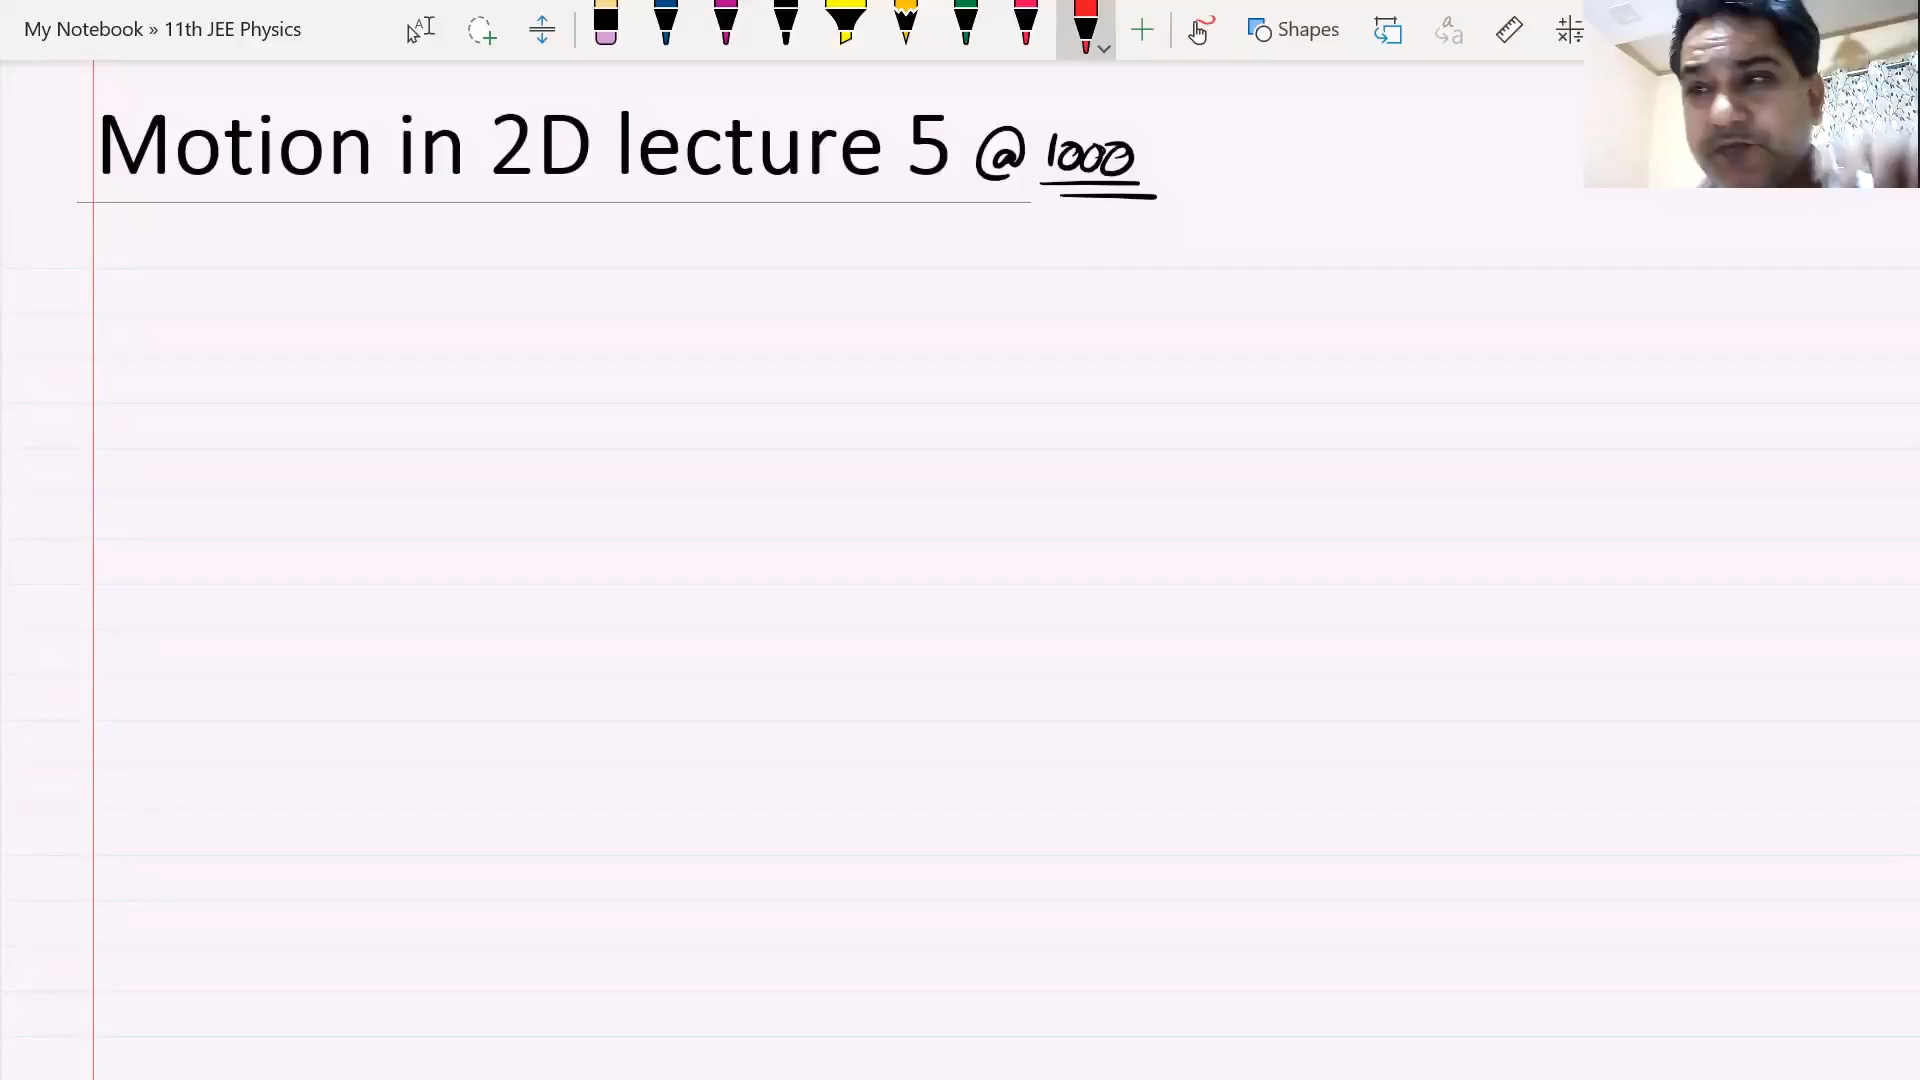 My Notebook » 11th JEE Physics
Shapes
Motion in 2D lecture 5 @ 1000